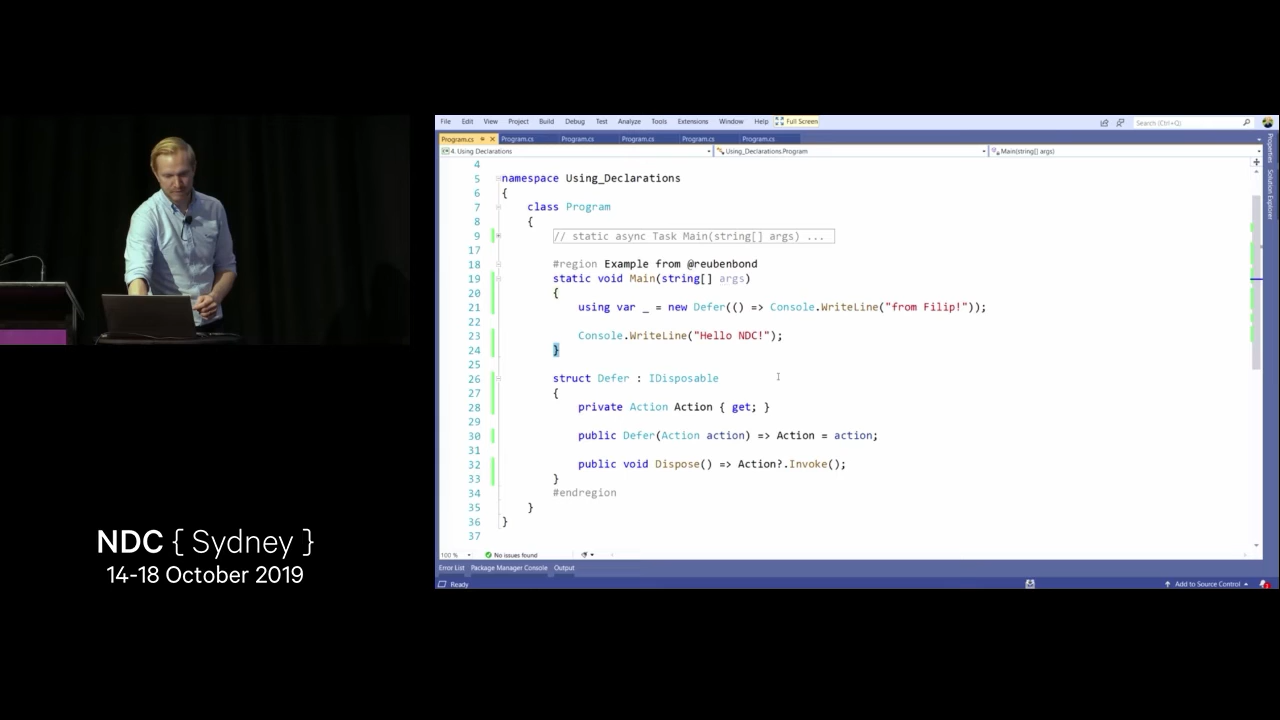 File Edit View Project Build Debug Test Analyze Tools Extensions Window Help Full Screen Search (Ctrl+Q)
Program.cs Program.cs Program.cs Program.cs Program.cs Program.cs
4. Using Declarations Using_Declarations.Program Main(string[] args)
4
5 namespace Using_Declarations
6 {
7 class Program
8 {
9 // static async Task Main(string[] args) ...
17
18 #region Example from @reubenbond
19 static void Main(string[] args)
20 {
21 using var _ = new Defer(() => Console.WriteLine("from Filip!"));
22
23 Console.WriteLine("Hello NDC!");
24 }
25
26 struct Defer : IDisposable
27 {
28 private Action Action { get; }
29
30 public Defer(Action action) => Action = action;
31
32 public void Dispose() => Action?.Invoke();
33 }
34 #endregion
35 }
36 }
37
100 % No issues found
Error List Package Manager Console Output
Ready Add to Source Control
Properties
Solution Explorer
NDC { Sydney }
14-18 October 2019